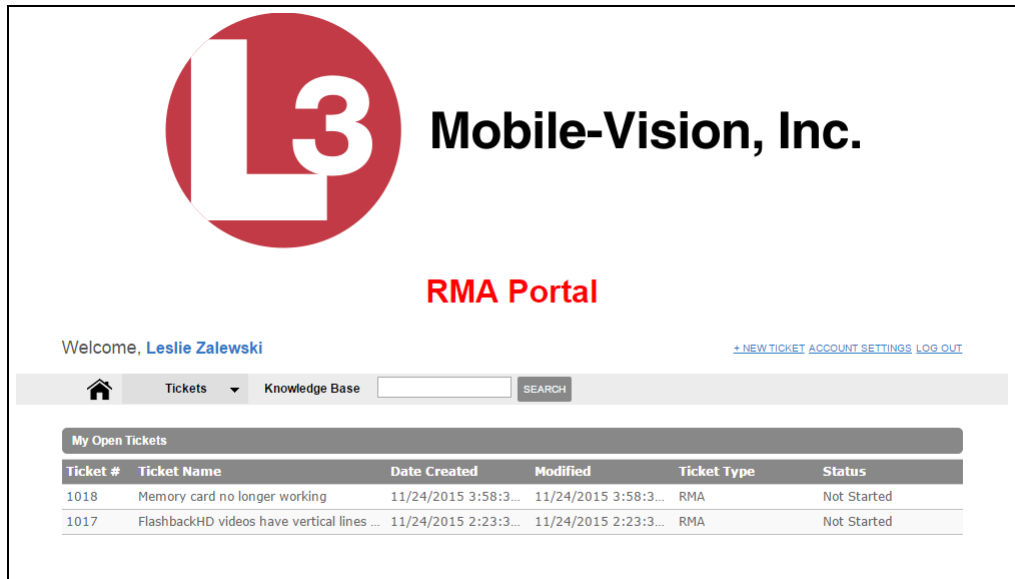 L3
Mobile-Vision, Inc.
RMA Portal
Welcome, Leslie Zalewski
+ NEW TICKET ACCOUNT SETTINGS LOG OUT
Tickets Knowledge Base SEARCH
My Open Tickets
Ticket # Ticket Name Date Created Modified Ticket Type Status
1018 Memory card no longer working 11/24/2015 3:58:3... 11/24/2015 3:58:3... RMA Not Started
1017 FlashbackHD videos have vertical lines ... 11/24/2015 2:23:3... 11/24/2015 2:23:3... RMA Not Started